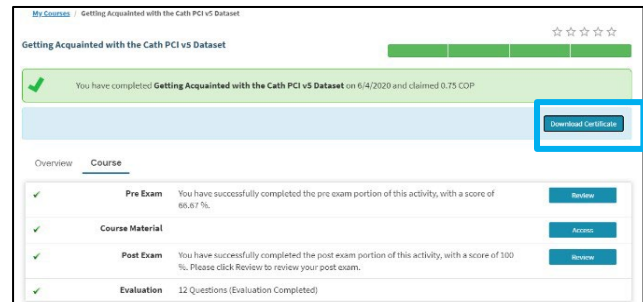 My Courses / Getting Acquainted with the Cath PCI v5 Dataset
Getting Acquainted with the Cath PCI v5 Dataset
You have completed Getting Acquainted with the Cath PCI v5 Dataset on 6/4/2020 and claimed 0.75 COP
Download Certificate
Overview Course
Pre Exam You have successfully completed the pre exam portion of this activity, with a score of Review
66.67 %.
Course Material Access
Post Exam You have successfully completed the post exam portion of this activity, with a score of 100 Review
%. Please click Review to review your post exam.
Evaluation 12 Questions (Evaluation Completed)